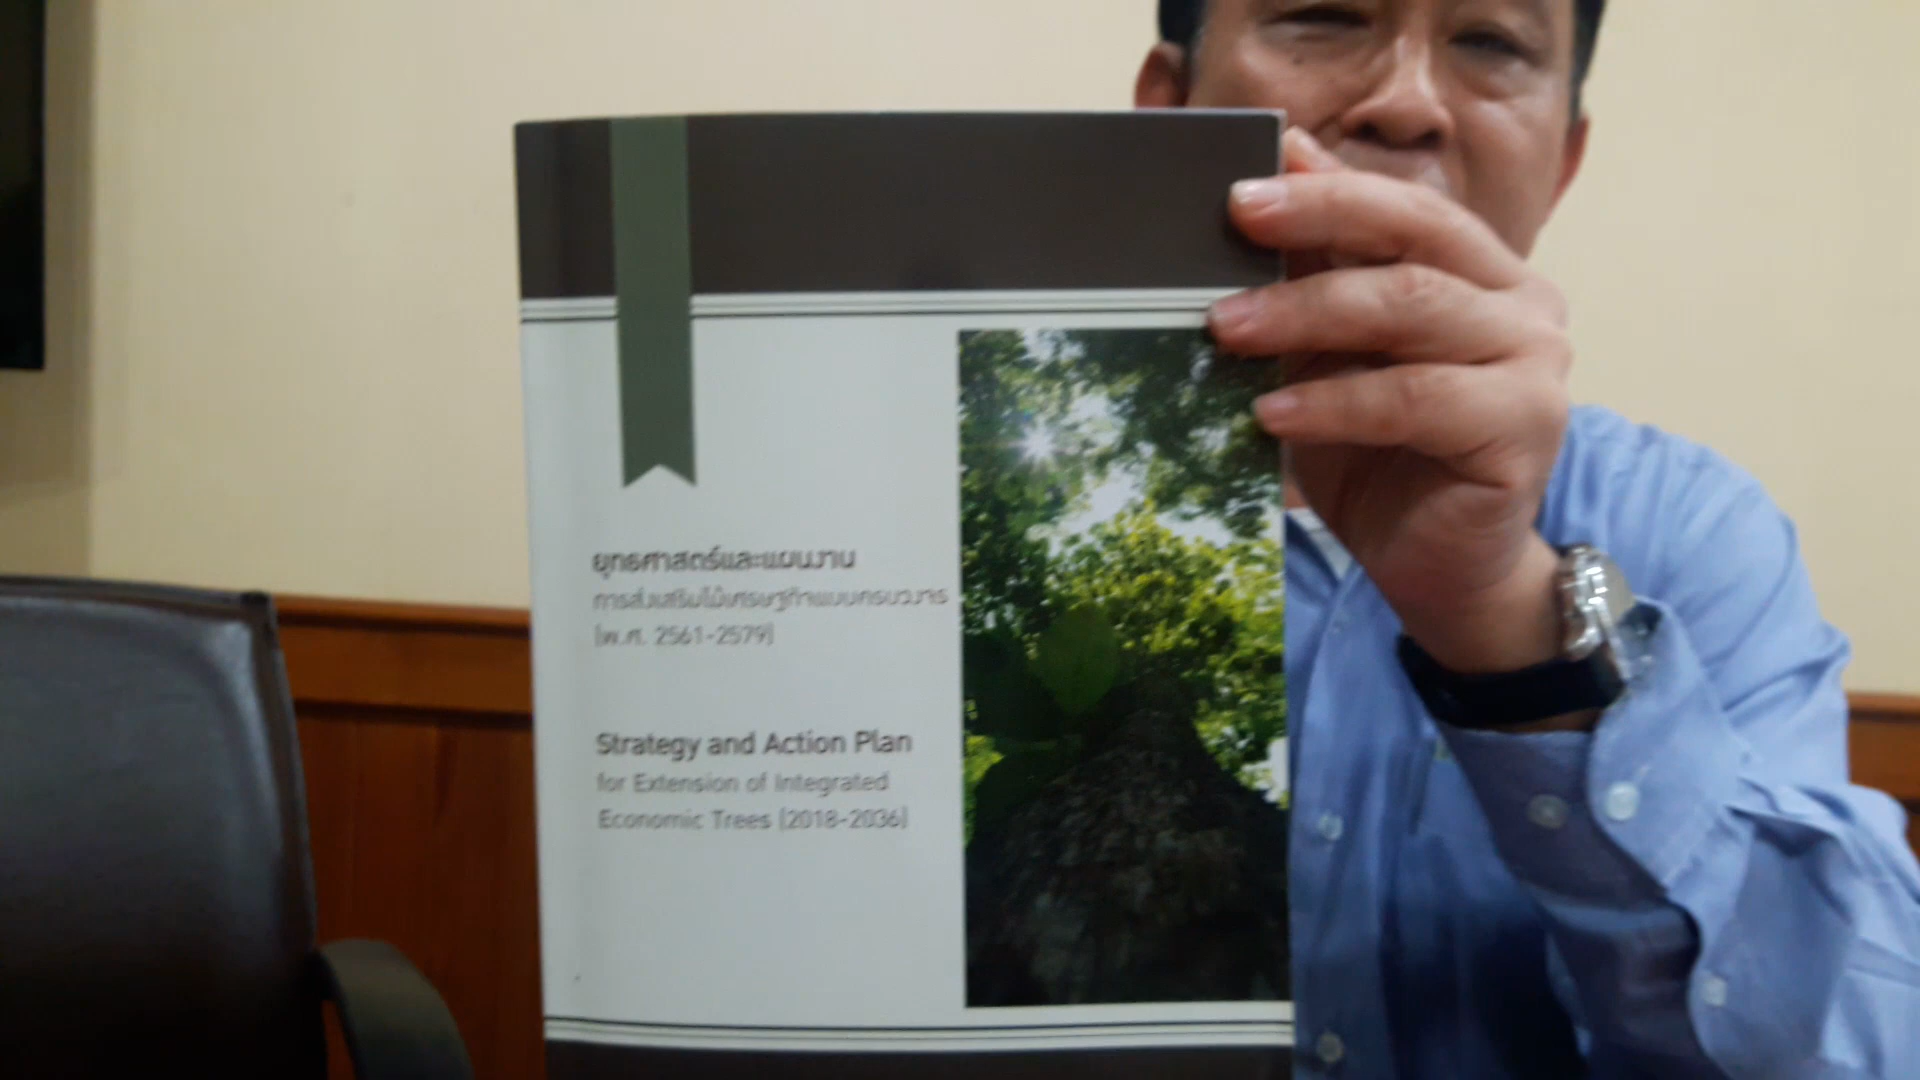 ยุทธศาสตร์และแผนงาน
การส่งเสริมไม้เศรษฐกิจแบบครบวงจร
(พ.ศ. 2561-2579)
Strategy and Action Plan
for Extension of Integrated
Economic Trees (2018-2036)